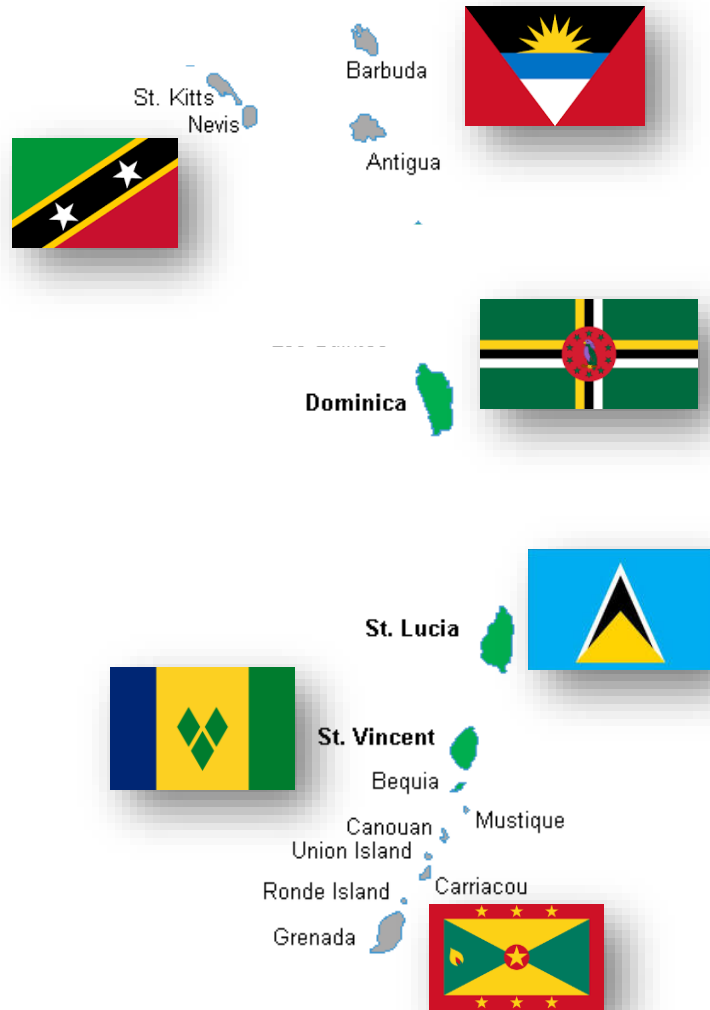 Barbuda
St. Kitts
Nevis
Antigua
Dominica
St. Lucia
St. Vincent
Bequia
Mustique
Canouan
Union Island
Carriacou
Ronde Island
Grenada